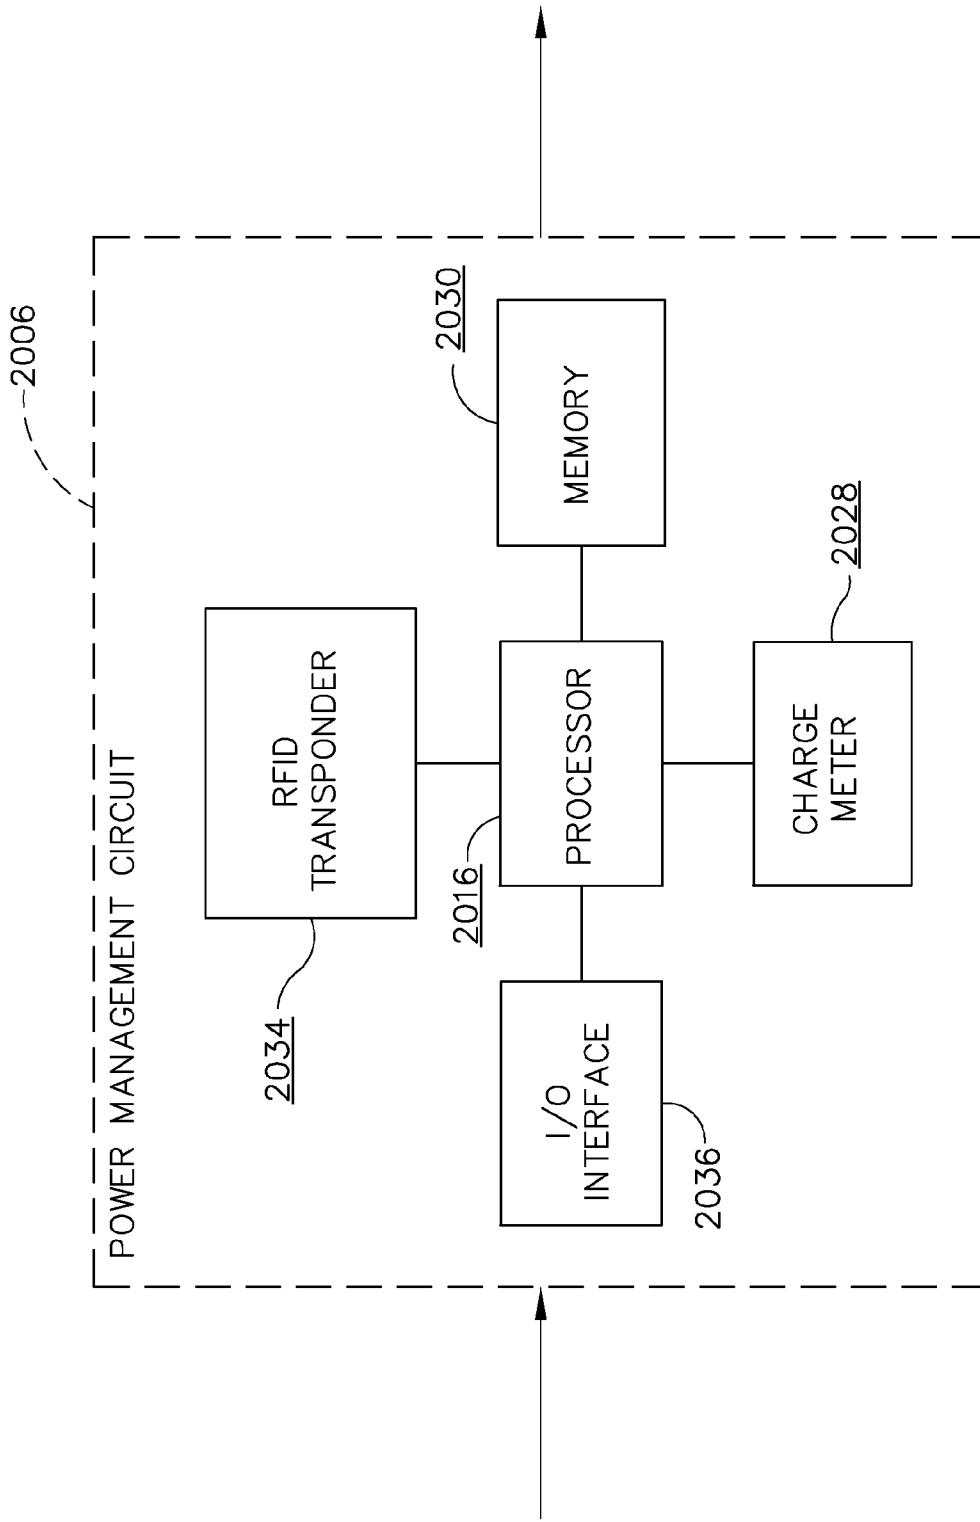 2006
POWER MANAGEMENT CIRCUIT
2034
RFID
TRANSPONDER
2030
2016
I/O
INTERFACE
PROCESSOR
MEMORY
2036
CHARGE
METER
2028